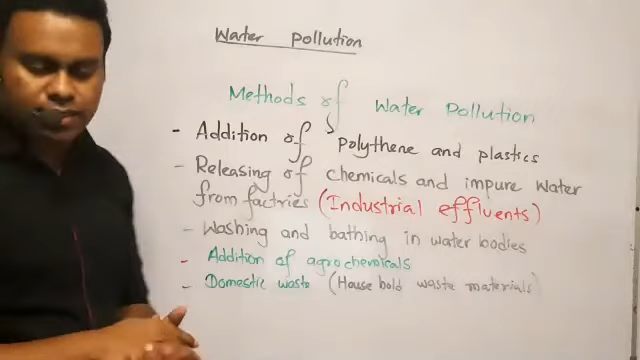 Water pollution
Methods of Water Pollution
- Addition of polythene and plastics
- Releasing of chemicals and impure water
from factries (Industrial effluents)
- Washing and bathing in water bodies
- Addition of agrochemicals
- Domestic waste (House hold waste materials)